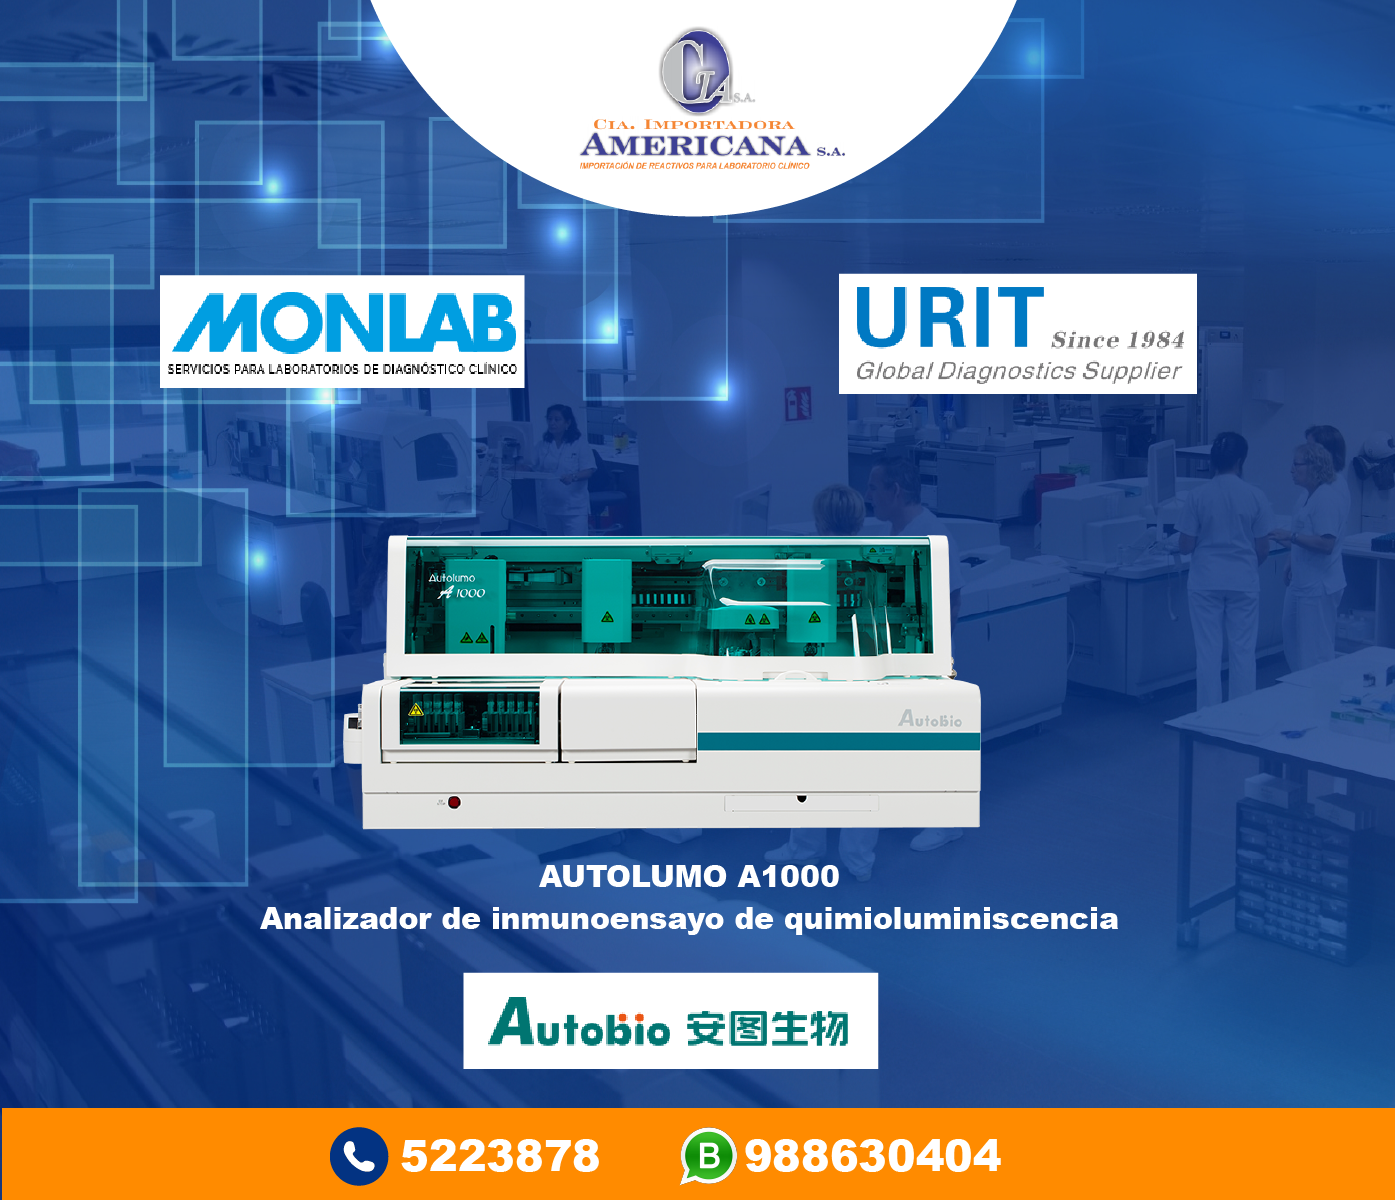 CIA S.A.
CIA. IMPORTADORA
AMERICANA S.A.
IMPORTACIÓN DE REACTIVOS PARA LABORATORIO CLÍNICO
MONLAB
SERVICIOS PARA LABORATORIOS DE DIAGNÓSTICO CLÍNICO
URIT Since 1984
Global Diagnostics Supplier
Autolumo
A1000
Autobio
AUTOLUMO A1000
Analizador de inmunoensayo de quimioluminiscencia
Autobio 安图生物
5223878
B 988630404